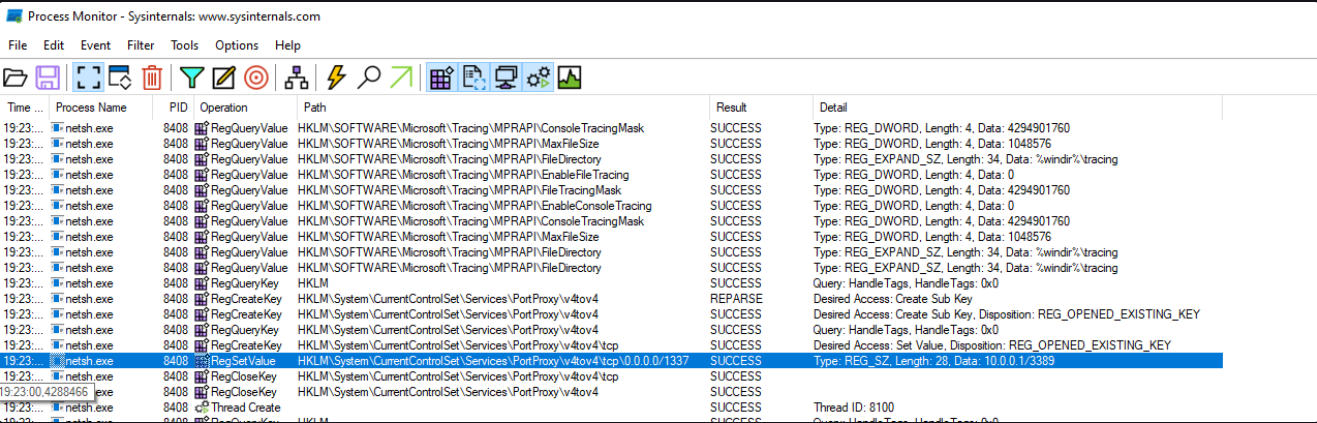 Process Monitor - Sysinternals: www.sysinternals.com
File Edit Event Filter Tools Options Help
Time ... Process Name PID Operation Path Result Detail
19:23:... netsh.exe 8408 RegQueryValue HKLM\SOFTWARE\Microsoft\Tracing\MPRAPI\ConsoleTracingMask SUCCESS Type: REG_DWORD, Length: 4, Data: 4294901760
19:23:... netsh.exe 8408 RegQueryValue HKLM\SOFTWARE\Microsoft\Tracing\MPRAPI\MaxFileSize SUCCESS Type: REG_DWORD, Length: 4, Data: 1048576
19:23:... netsh.exe 8408 RegQueryValue HKLM\SOFTWARE\Microsoft\Tracing\MPRAPI\FileDirectory SUCCESS Type: REG_EXPAND_SZ, Length: 34, Data: %windir%\tracing
19:23:... netsh.exe 8408 RegQueryValue HKLM\SOFTWARE\Microsoft\Tracing\MPRAPI\EnableFileTracing SUCCESS Type: REG_DWORD, Length: 4, Data: 0
19:23:... netsh.exe 8408 RegQueryValue HKLM\SOFTWARE\Microsoft\Tracing\MPRAPI\FileTracingMask SUCCESS Type: REG_DWORD, Length: 4, Data: 4294901760
19:23:... netsh.exe 8408 RegQueryValue HKLM\SOFTWARE\Microsoft\Tracing\MPRAPI\EnableConsoleTracing SUCCESS Type: REG_DWORD, Length: 4, Data: 0
19:23:... netsh.exe 8408 RegQueryValue HKLM\SOFTWARE\Microsoft\Tracing\MPRAPI\ConsoleTracingMask SUCCESS Type: REG_DWORD, Length: 4, Data: 4294901760
19:23:... netsh.exe 8408 RegQueryValue HKLM\SOFTWARE\Microsoft\Tracing\MPRAPI\MaxFileSize SUCCESS Type: REG_DWORD, Length: 4, Data: 1048576
19:23:... netsh.exe 8408 RegQueryValue HKLM\SOFTWARE\Microsoft\Tracing\MPRAPI\FileDirectory SUCCESS Type: REG_EXPAND_SZ, Length: 34, Data: %windir%\tracing
19:23:... netsh.exe 8408 RegQueryValue HKLM\SOFTWARE\Microsoft\Tracing\MPRAPI\FileDirectory SUCCESS Type: REG_EXPAND_SZ, Length: 34, Data: %windir%\tracing
19:23:... netsh.exe 8408 RegQueryKey HKLM SUCCESS Query: HandleTags, HandleTags: 0x0
19:23:... netsh.exe 8408 RegCreateKey HKLM\System\CurrentControlSet\Services\PortProxy\v4tov4 REPARSE Desired Access: Create Sub Key
19:23:... netsh.exe 8408 RegCreateKey HKLM\System\CurrentControlSet\Services\PortProxy\v4tov4 SUCCESS Desired Access: Create Sub Key, Disposition: REG_OPENED_EXISTING_KEY
19:23:... netsh.exe 8408 RegQueryKey HKLM\System\CurrentControlSet\Services\PortProxy\v4tov4 SUCCESS Query: HandleTags, HandleTags: 0x0
19:23:... netsh.exe 8408 RegCreateKey HKLM\System\CurrentControlSet\Services\PortProxy\v4tov4\tcp SUCCESS Desired Access: Set Value, Disposition: REG_OPENED_EXISTING_KEY
19:23:... netsh.exe 8408 RegSetValue HKLM\System\CurrentControlSet\Services\PortProxy\v4tov4\tcp\0.0.0.0/1337 SUCCESS Type: REG_SZ, Length: 28, Data: 10.0.0.1/3389
19:23:... netsh.exe 8408 RegCloseKey HKLM\System\CurrentControlSet\Services\PortProxy\v4tov4\tcp SUCCESS
19:23:00,4288466 exe 8408 RegCloseKey HKLM\System\CurrentControlSet\Services\PortProxy\v4tov4 SUCCESS
19:23:... netsh.exe 8408 Thread Create SUCCESS Thread ID: 8100
19:23:... netsh.exe 8408 RegQueryKey HKLM SUCCESS Query: HandleTags, HandleTags: 0x0